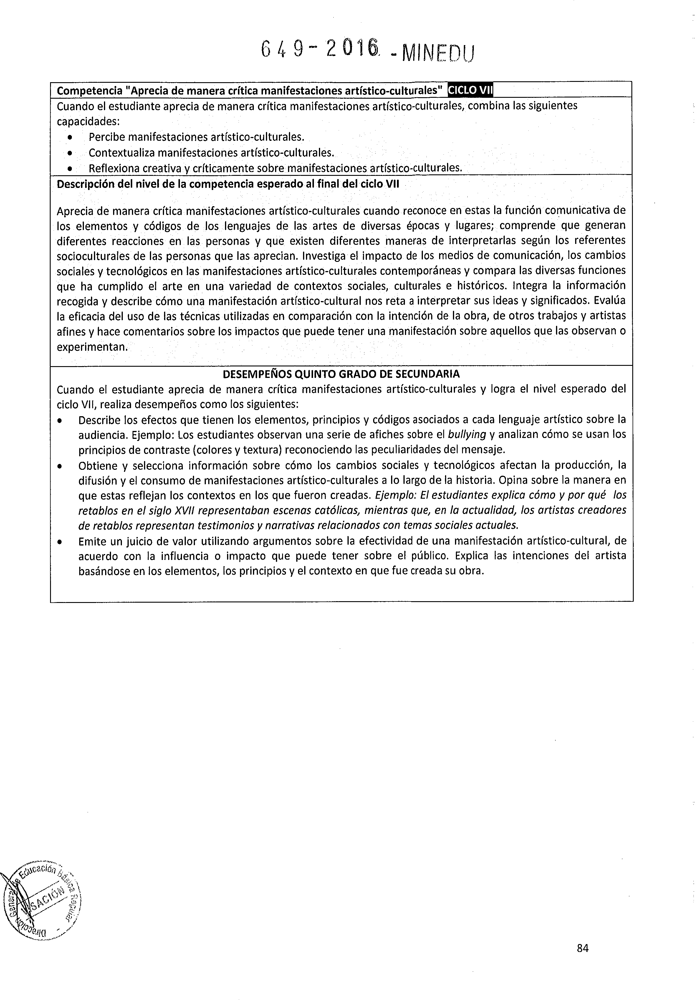 649-2016.-MINEDU
Competencia "Aprecia de manera crítica manifestaciones artístico-culturales" CICLO VII
Cuando el estudiante aprecia de manera crítica manifestaciones artístico-culturales, combina las siguientes
capacidades:
• Percibe manifestaciones artístico-culturales.
• Contextualiza manifestaciones artístico-culturales.
• Reflexiona creativa y críticamente sobre manifestaciones artístico-culturales.
Descripción del nivel de la competencia esperado al final del ciclo VII
Aprecia de manera crítica manifestaciones artístico-culturales cuando reconoce en estas la función comunicativa de
los elementos y códigos de los lenguajes de las artes de diversas épocas y lugares; comprende que generan
diferentes reacciones en las personas y que existen diferentes maneras de interpretarlas según los referentes
socioculturales de las personas que las aprecian. Investiga el impacto de los medios de comunicación, los cambios
sociales y tecnológicos en las manifestaciones artístico-culturales contemporáneas y compara las diversas funciones
que ha cumplido el arte en una variedad de contextos sociales, culturales e históricos. Integra la información
recogida y describe cómo una manifestación artístico-cultural nos reta a interpretar sus ideas y significados. Evalúa
la eficacia del uso de las técnicas utilizadas en comparación con la intención de la obra, de otros trabajos y artistas
afines y hace comentarios sobre los impactos que puede tener una manifestación sobre aquellos que las observan o
experimentan.
DESEMPEÑOS QUINTO GRADO DE SECUNDARIA
Cuando el estudiante aprecia de manera crítica manifestaciones artístico-culturales y logra el nivel esperado del
ciclo VII, realiza desempeños como los siguientes:
• Describe los efectos que tienen los elementos, principios y códigos asociados a cada lenguaje artístico sobre la
audiencia. Ejemplo: Los estudiantes observan una serie de afiches sobre el bullying y analizan cómo se usan los
principios de contraste (colores y textura) reconociendo las peculiaridades del mensaje.
• Obtiene y selecciona información sobre cómo los cambios sociales y tecnológicos afectan la producción, la
difusión y el consumo de manifestaciones artístico-culturales a lo largo de la historia. Opina sobre la manera en
que estas reflejan los contextos en los que fueron creadas. Ejemplo: El estudiantes explica cómo y por qué los
retablos en el siglo XVII representaban escenas católicas, mientras que, en la actualidad, los artistas creadores
de retablos representan testimonios y narrativas relacionados con temas sociales actuales.
• Emite un juicio de valor utilizando argumentos sobre la efectividad de una manifestación artístico-cultural, de
acuerdo con la influencia o impacto que puede tener sobre el público. Explica las intenciones del artista
basándose en los elementos, los principios y el contexto en que fue creada su obra.
Dirección General de Educación Básica Regular
84